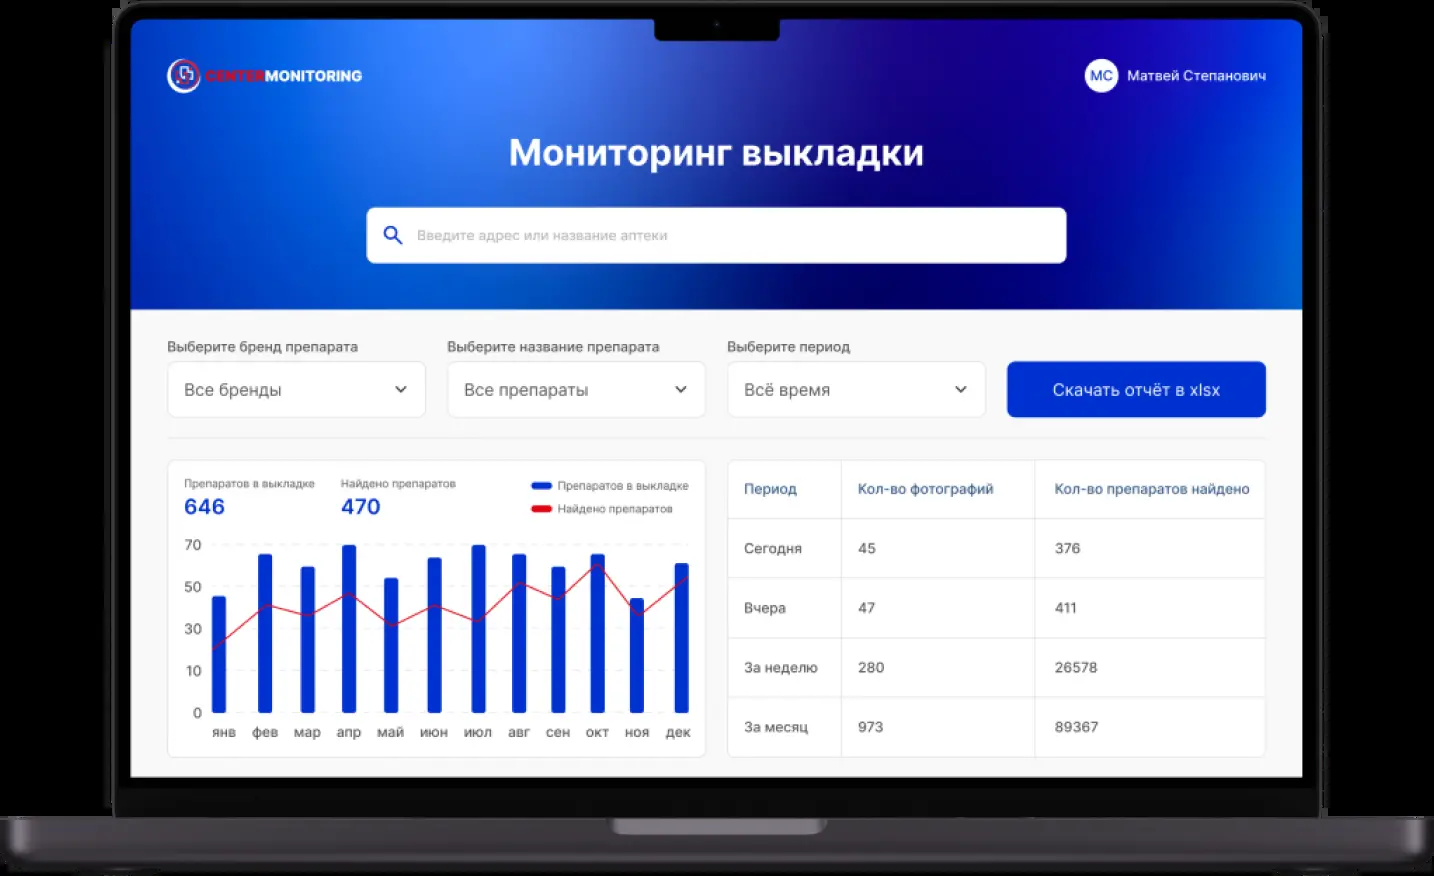 CENTERMONITORING
МС Матвей Степанович
Мониторинг выкладки
Введите адрес или название аптеки
Выберите бренд препарата
Все бренды
Выберите название препарата
Все препараты
Выберите период
Всё время
Скачать отчёт в xlsx
Препаратов в выкладке
646
Найдено препаратов
470
Препаратов в выкладке
Найдено препаратов
70
50
30
10
0
янв фев мар апр май июн июл авг сен окт ноя дек
Период Кол-во фотографий Кол-во препаратов найдено
Сегодня 45 376
Вчера 47 411
За неделю 280 26578
За месяц 973 89367